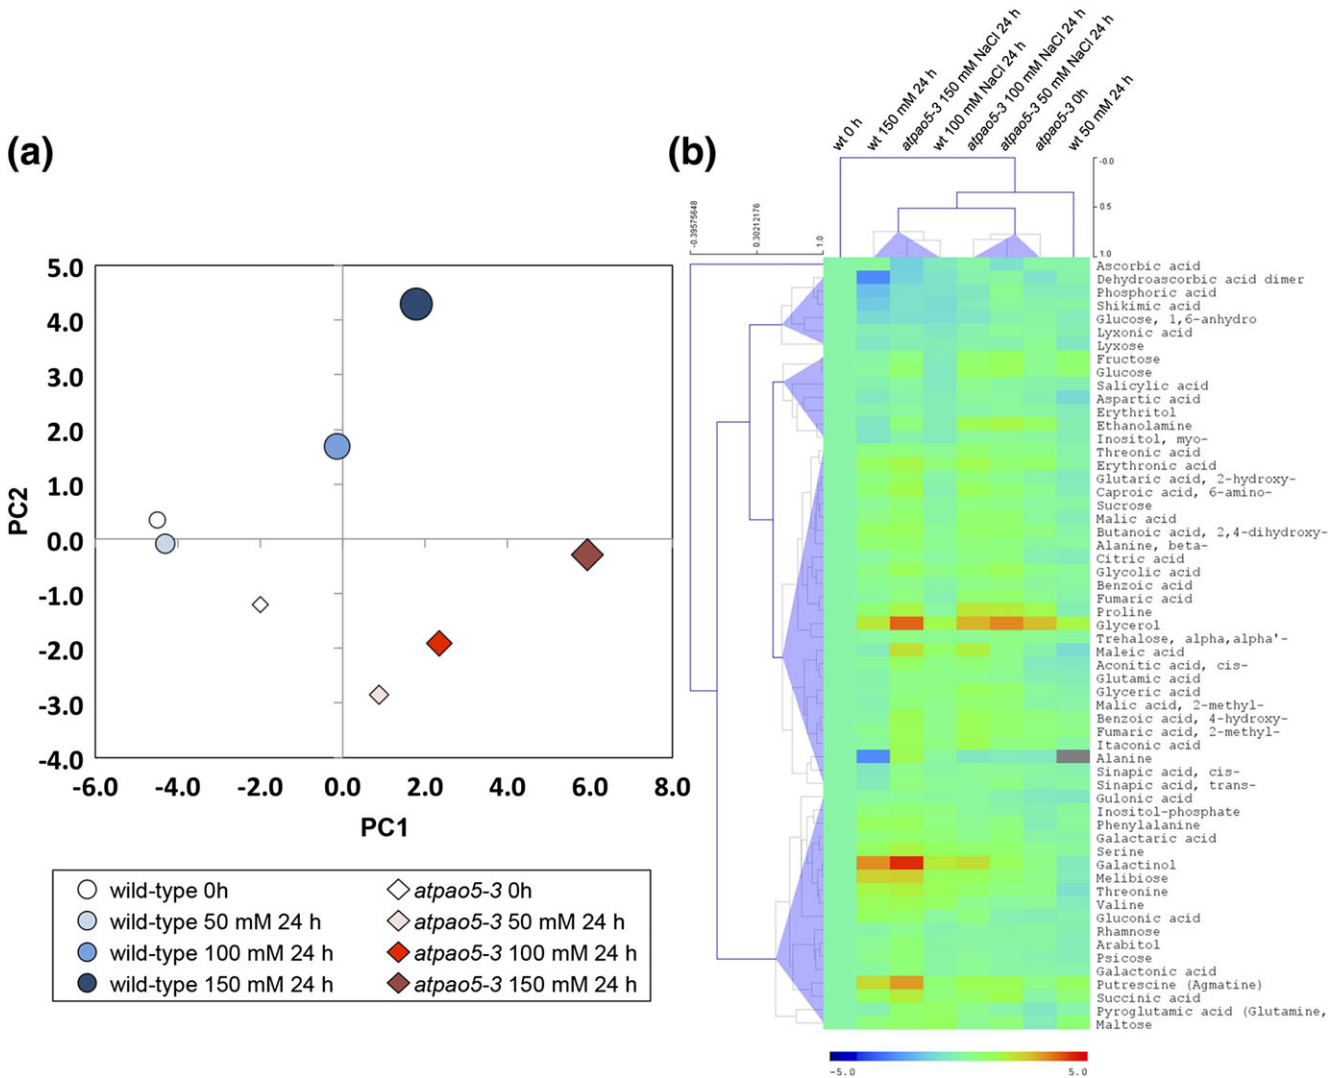 (a)
5.0
4.0
3.0
2.0
1.0
0.0
-1.0
-2.0
-3.0
-4.0
PC2
-6.0 -4.0 -2.0 0.0 2.0 4.0 6.0 8.0
PC1
wild-type 0h
wild-type 50 mM 24 h
wild-type 100 mM 24 h
wild-type 150 mM 24 h
atpao5-3 0h
atpao5-3 50 mM 24 h
atpao5-3 100 mM 24 h
atpao5-3 150 mM 24 h
(b)
wt 0 h
wt 150 mM 24 h
atpao5-3 150 mM NaCl 24 h
wt 100 mM NaCl 24 h
atpao5-3 100 mM NaCl 24 h
atpao5-3 50 mM NaCl 24 h
atpao5-3 0h
wt 50 mM 24 h
-0.0
0.5
1.0
-0.39575648
0.30212176
1.0
Ascorbic acid
Dehydroascorbic acid dimer
Phosphoric acid
Shikimic acid
Glucose, 1,6-anhydro
Lyxonic acid
Lyxose
Fructose
Glucose
Salicylic acid
Aspartic acid
Erythritol
Ethanolamine
Inositol, myo-
Threonic acid
Erythronic acid
Glutaric acid, 2-hydroxy-
Caproic acid, 6-amino-
Sucrose
Malic acid
Butanoic acid, 2,4-dihydroxy-
Alanine, beta-
Citric acid
Glycolic acid
Benzoic acid
Fumaric acid
Proline
Glycerol
Trehalose, alpha,alpha'-
Maleic acid
Aconitic acid, cis-
Glutamic acid
Glyceric acid
Malic acid, 2-methyl-
Benzoic acid, 4-hydroxy-
Fumaric acid, 2-methyl-
Itaconic acid
Alanine
Sinapic acid, cis-
Sinapic acid, trans-
Gulonic acid
Inositol-phosphate
Phenylalanine
Galactaric acid
Serine
Galactinol
Melibiose
Threonine
Valine
Gluconic acid
Rhamnose
Arabitol
Psicose
Galactonic acid
Putrescine (Agmatine)
Succinic acid
Pyroglutamic acid (Glutamine,
Maltose
-5.0 5.0